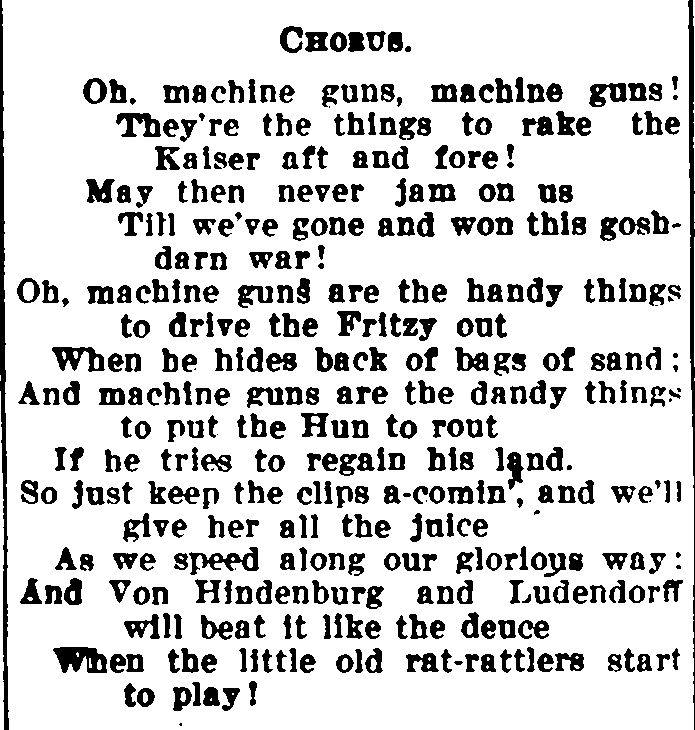 CHORUS.
Oh, machine guns, machine guns!
They're the things to rake the
Kaiser aft and fore!
May then never jam on us
Till we've gone and won this gosh-
darn war!
Oh, machine guns are the handy things
to drive the Fritzy out
When he hides back of bags of sand;
And machine guns are the dandy things
to put the Hun to rout
If he tries to regain his land.
So just keep the clips a-comin', and we'll
give her all the juice
As we speed along our glorious way:
And Von Hindenburg and Ludendorff
will beat it like the deuce
When the little old rat-rattlers start
to play!